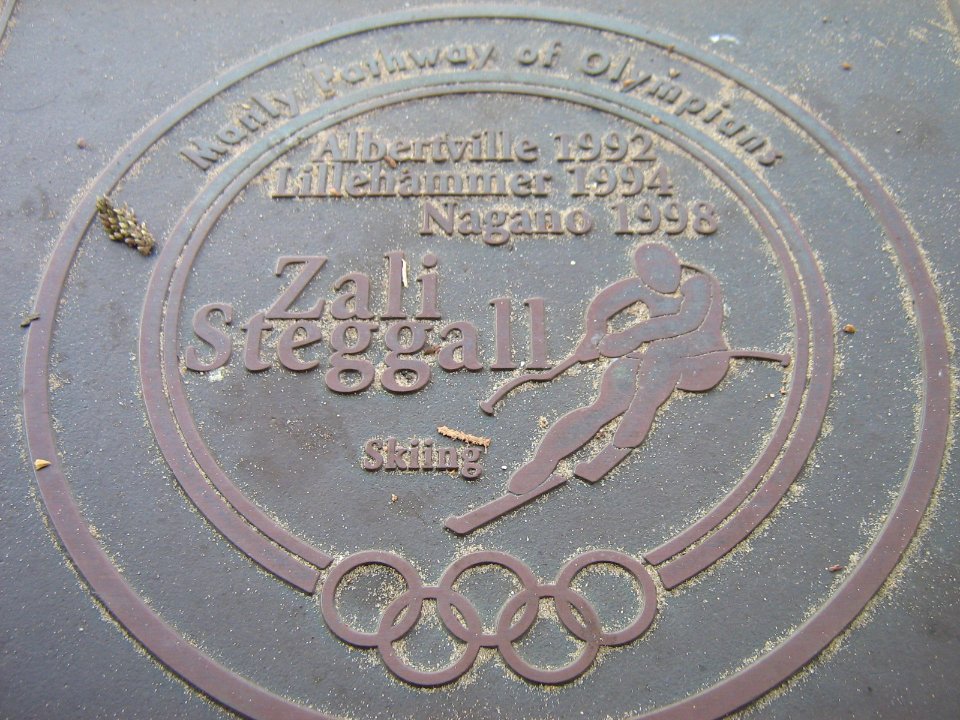 Manly Pathway of Olympians
Albertville 1992
Lillehammer 1994
Nagano 1998
Zali
Steggall
Skiing